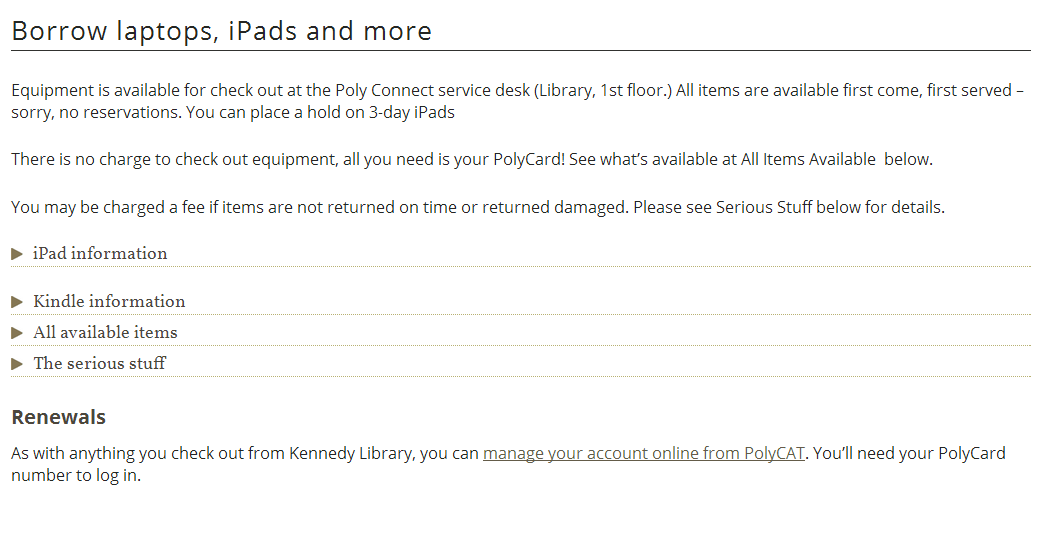 Borrow laptops, iPads and more
Equipment is available for check out at the Poly Connect service desk (Library, 1st floor.) All items are available first come, first served –
sorry, no reservations. You can place a hold on 3-day iPads
There is no charge to check out equipment, all you need is your PolyCard! See what’s available at All Items Available  below.
You may be charged a fee if items are not returned on time or returned damaged. Please see Serious Stuff below for details.
iPad information
Kindle information
All available items
The serious stuff
Renewals
As with anything you check out from Kennedy Library, you can manage your account online from PolyCAT. You’ll need your PolyCard
number to log in.